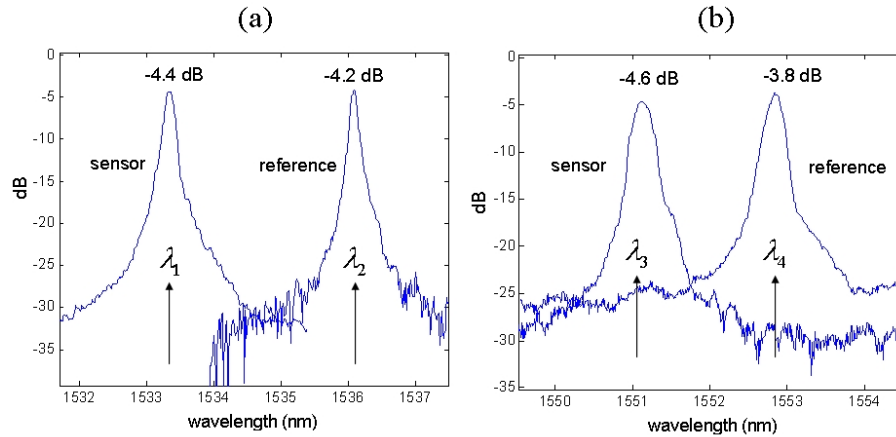 (a)
(b)
0
-5
-10
-15
-20
-25
-30
-35
dB
-4.4 dB
-4.2 dB
sensor
reference
λ₁
λ₂
1532
1533
1534
1535
1536
1537
wavelength (nm)
0
-5
-10
-15
-20
-25
-30
-35
dB
-4.6 dB
-3.8 dB
sensor
reference
λ₃
λ₄
1550
1551
1552
1553
1554
wavelength (nm)